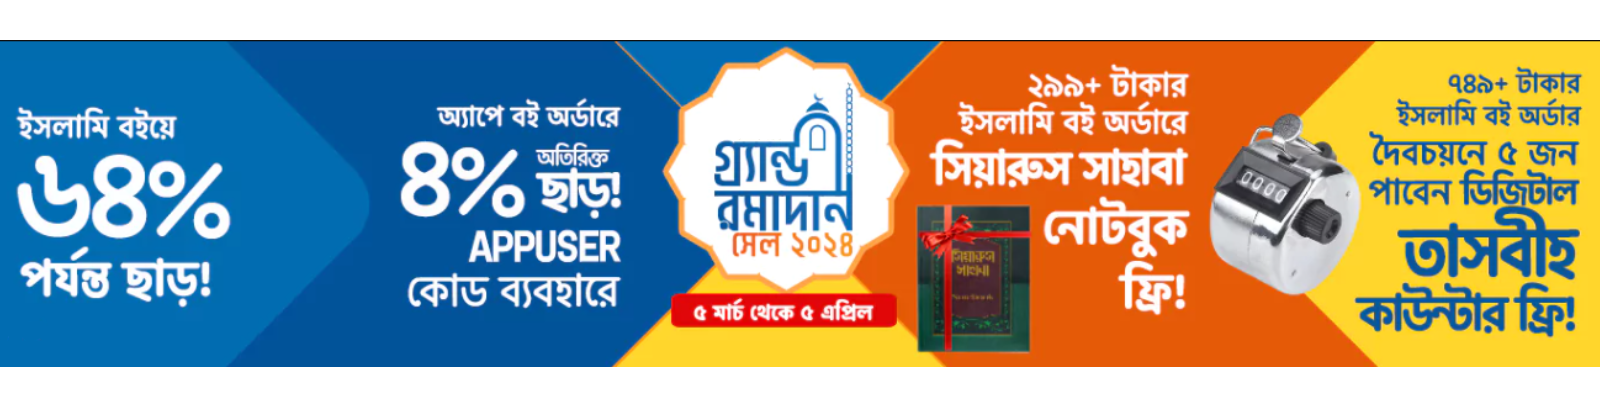 ইসলামি বইয়ে
৬৪%
পর্যন্ত ছাড়!
অ্যাপে বই অর্ডারে
৪% অতিরিক্ত
ছাড়!
APPUSER
কোড ব্যবহারে
গ্র্যান্ড
রমাদান
সেল ২০২৪
৫ মার্চ থেকে ৫ এপ্রিল
২৯৯+ টাকার
ইসলামি বই অর্ডারে
সিয়ারুস সাহাবা
নোটবুক
ফ্রি!
সিয়ারুস
সাহাবা
0000
৭৪৯+ টাকার
ইসলামি বই অর্ডার
দৈবচয়নে ৫ জন
পাবেন ডিজিটাল
তাসবীহ
কাউন্টার ফ্রি!